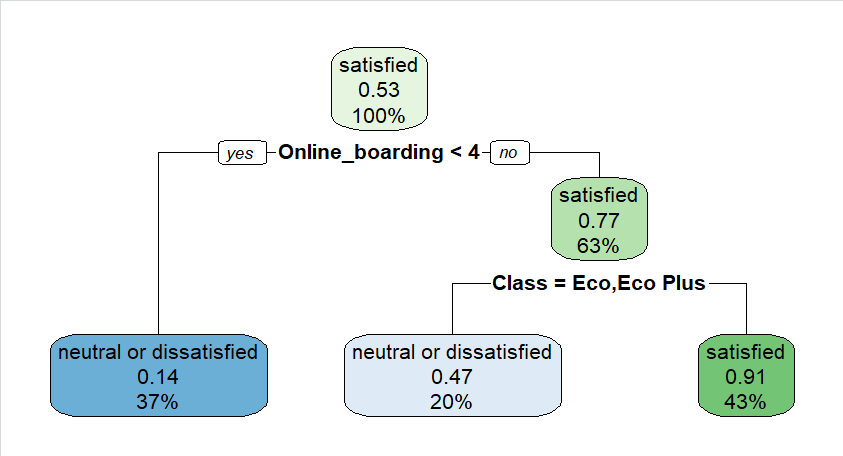 satisfied
0.53
100%
yes Online_boarding < 4 no
satisfied
0.77
63%
Class = Eco,Eco Plus
neutral or dissatisfied
0.14
37%
neutral or dissatisfied
0.47
20%
satisfied
0.91
43%